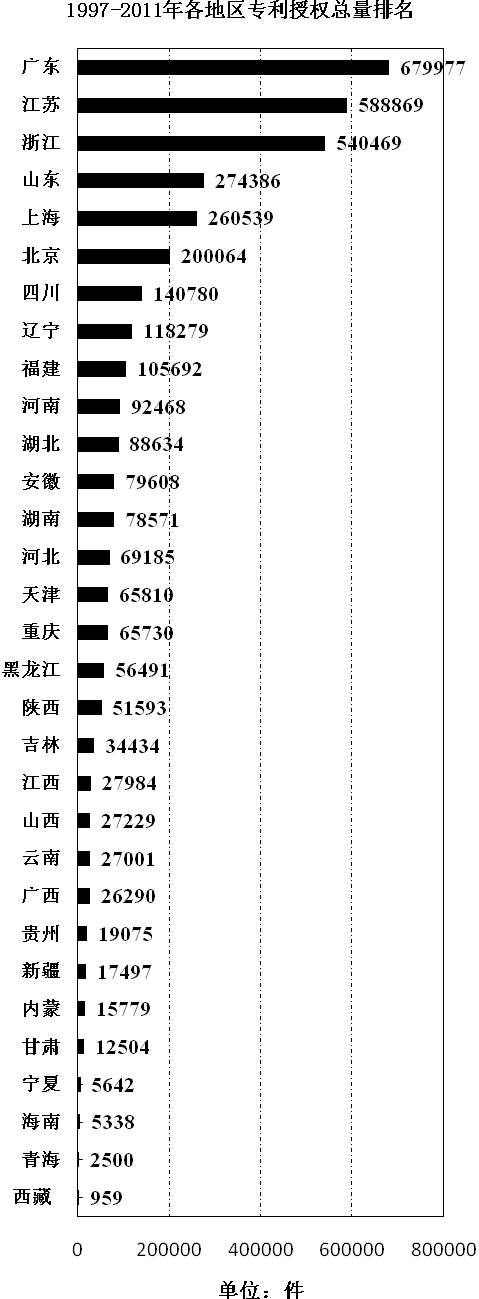 1997-2011年各地区专利授权总量排名
广东 679977
江苏 588869
浙江 540469
山东 274386
上海 260539
北京 200064
四川 140780
辽宁 118279
福建 105692
河南 92468
湖北 88634
安徽 79608
湖南 78571
河北 69185
天津 65810
重庆 65730
黑龙江 56491
陕西 51593
吉林 34434
江西 27984
山西 27229
云南 27001
广西 26290
贵州 19075
新疆 17497
内蒙 15779
甘肃 12504
宁夏 5642
海南 5338
青海 2500
西藏 959
0 200000 400000 600000 800000
单位：件